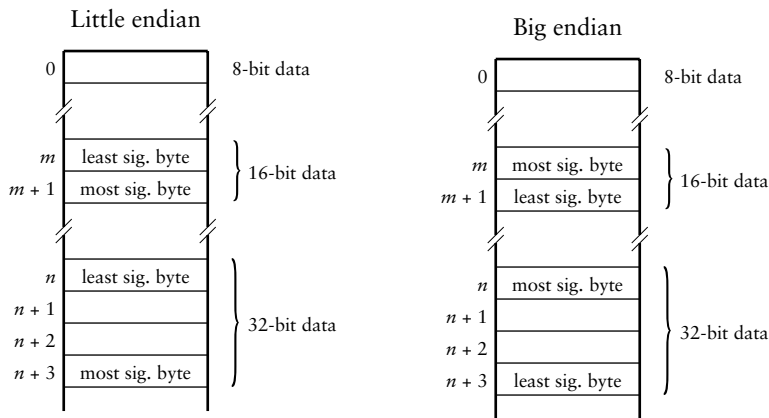 Little endian
0
8-bit data
m least sig. byte
m + 1 most sig. byte
16-bit data
n least sig. byte
n + 1
n + 2
n + 3 most sig. byte
32-bit data
Big endian
0
8-bit data
m most sig. byte
m + 1 least sig. byte
16-bit data
n most sig. byte
n + 1
n + 2
n + 3 least sig. byte
32-bit data